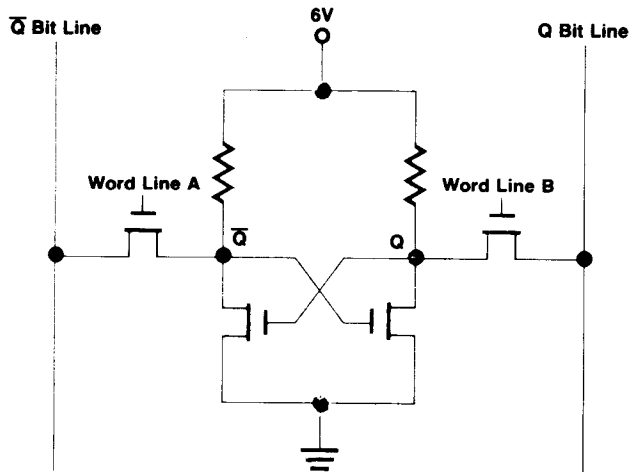 Q̅ Bit Line
6V
Q Bit Line
Word Line A
Word Line B
Q̅
Q